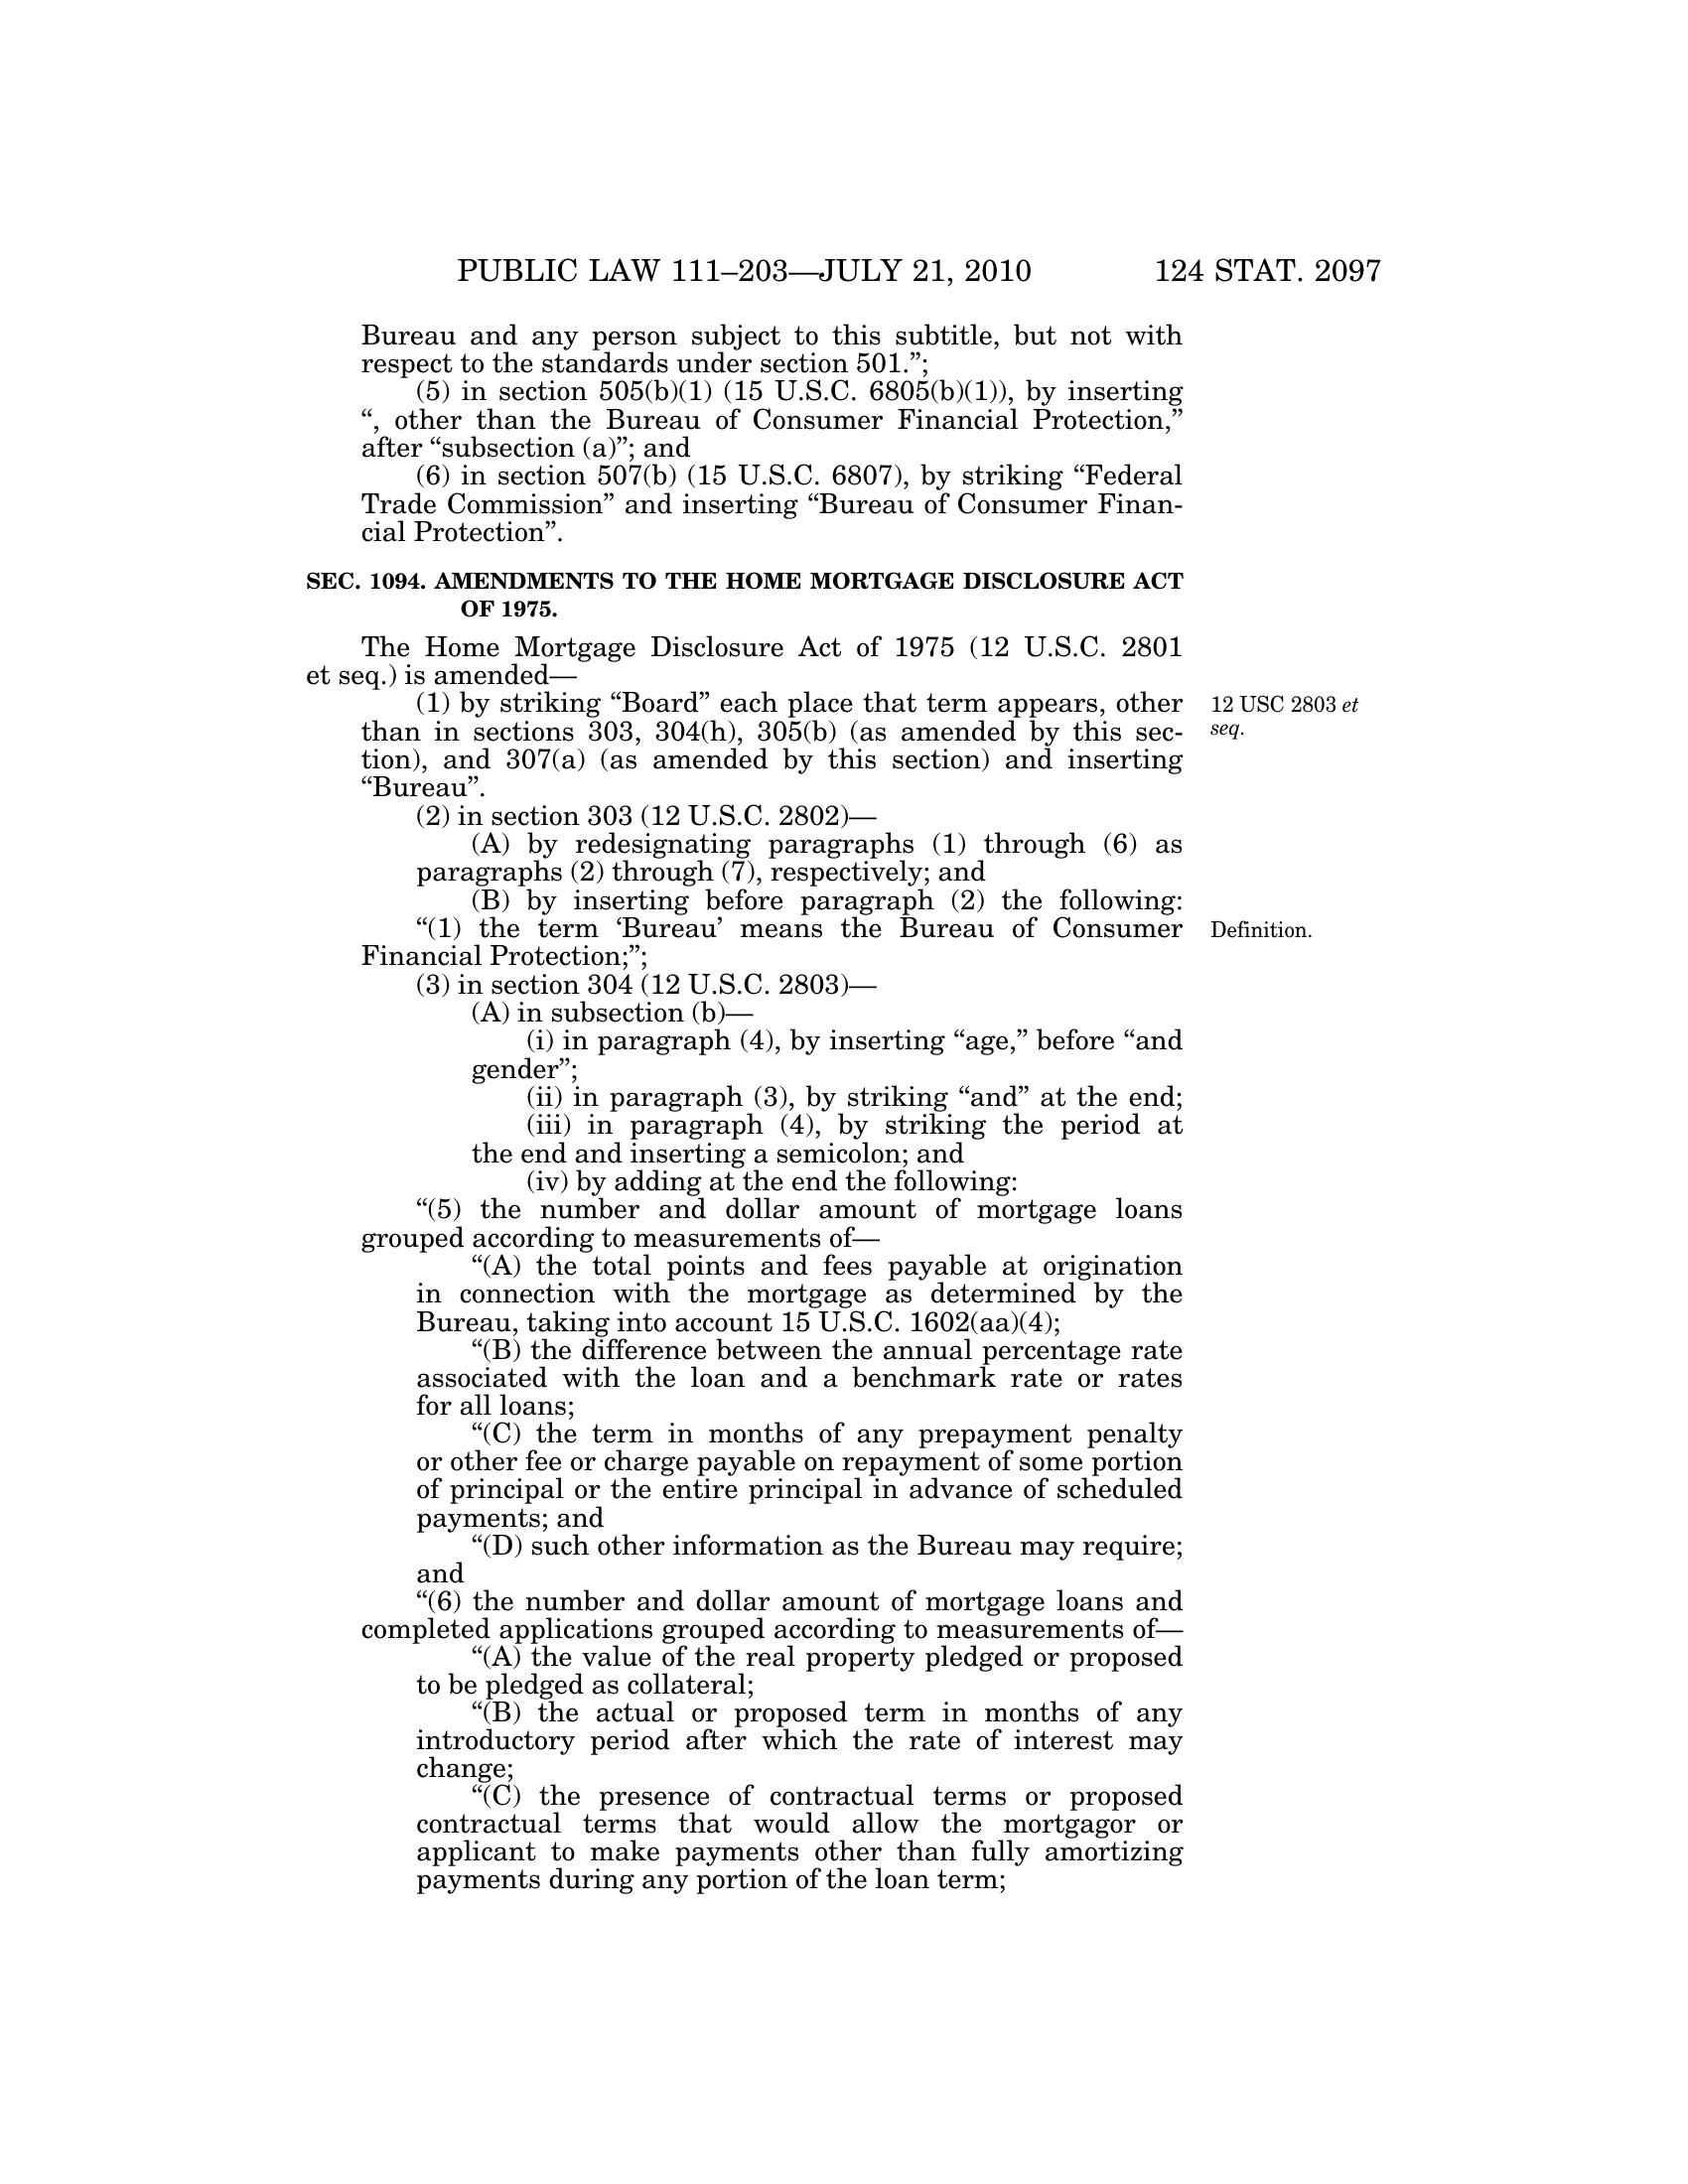 PUBLIC LAW 111–203—JULY 21, 2010 124 STAT. 2097
Bureau and any person subject to this subtitle, but not with
respect to the standards under section 501.”;
(5) in section 505(b)(1) (15 U.S.C. 6805(b)(1)), by inserting
“, other than the Bureau of Consumer Financial Protection,”
after “subsection (a)”; and
(6) in section 507(b) (15 U.S.C. 6807), by striking “Federal
Trade Commission” and inserting “Bureau of Consumer Finan-
cial Protection”.
SEC. 1094. AMENDMENTS TO THE HOME MORTGAGE DISCLOSURE ACT
OF 1975.
The Home Mortgage Disclosure Act of 1975 (12 U.S.C. 2801
et seq.) is amended—
(1) by striking “Board” each place that term appears, other
than in sections 303, 304(h), 305(b) (as amended by this sec-
tion), and 307(a) (as amended by this section) and inserting
“Bureau”.
12 USC 2803 et
seq.
(2) in section 303 (12 U.S.C. 2802)—
(A) by redesignating paragraphs (1) through (6) as
paragraphs (2) through (7), respectively; and
(B) by inserting before paragraph (2) the following:
“(1) the term ‘Bureau’ means the Bureau of Consumer
Financial Protection;”;
Definition.
(3) in section 304 (12 U.S.C. 2803)—
(A) in subsection (b)—
(i) in paragraph (4), by inserting “age,” before “and
gender”;
(ii) in paragraph (3), by striking “and” at the end;
(iii) in paragraph (4), by striking the period at
the end and inserting a semicolon; and
(iv) by adding at the end the following:
“(5) the number and dollar amount of mortgage loans
grouped according to measurements of—
“(A) the total points and fees payable at origination
in connection with the mortgage as determined by the
Bureau, taking into account 15 U.S.C. 1602(aa)(4);
“(B) the difference between the annual percentage rate
associated with the loan and a benchmark rate or rates
for all loans;
“(C) the term in months of any prepayment penalty
or other fee or charge payable on repayment of some portion
of principal or the entire principal in advance of scheduled
payments; and
“(D) such other information as the Bureau may require;
and
“(6) the number and dollar amount of mortgage loans and
completed applications grouped according to measurements of—
“(A) the value of the real property pledged or proposed
to be pledged as collateral;
“(B) the actual or proposed term in months of any
introductory period after which the rate of interest may
change;
“(C) the presence of contractual terms or proposed
contractual terms that would allow the mortgagor or
applicant to make payments other than fully amortizing
payments during any portion of the loan term;